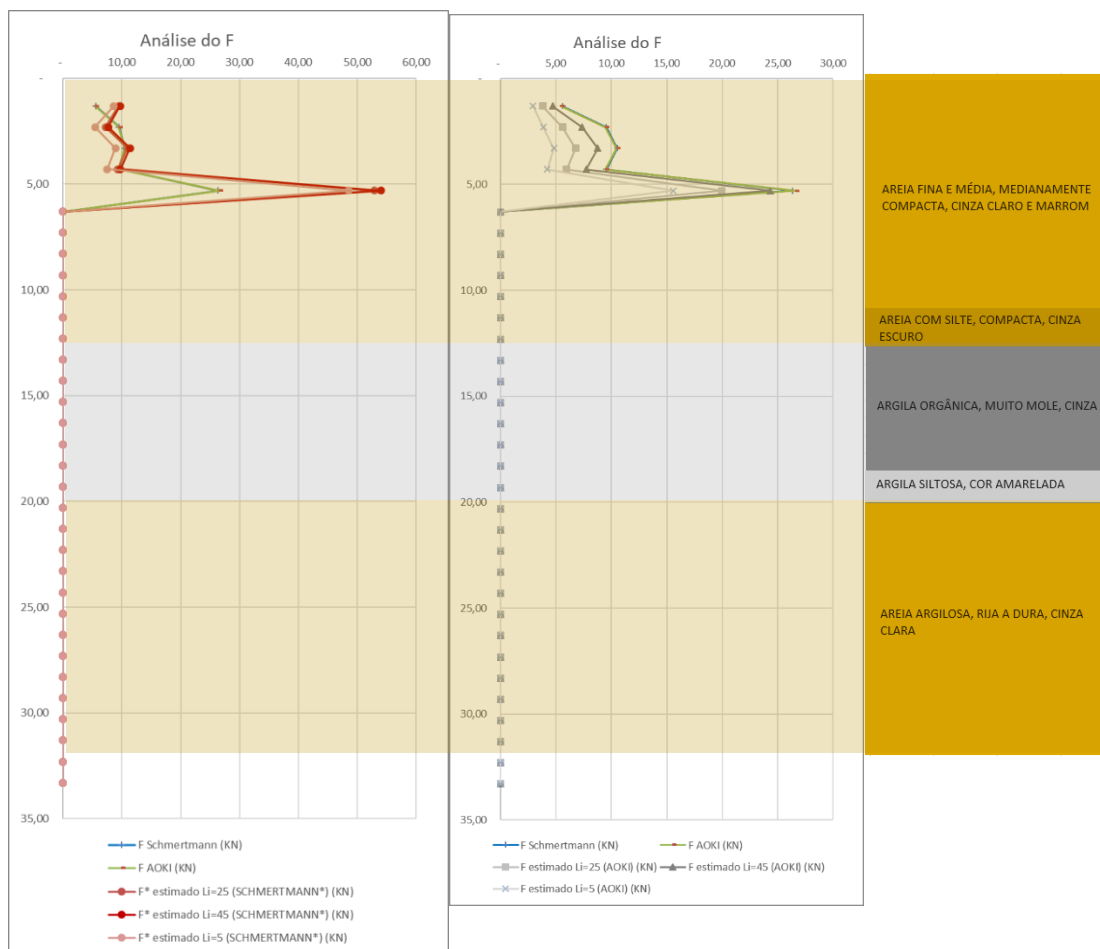 Análise do F
- 10,00 20,00 30,00 40,00 50,00 60,00
-
5,00
10,00
15,00
20,00
25,00
30,00
35,00
F Schmertmann (KN)
F AOKI (KN)
F* estimado Li=25 (SCHMERTMANN*) (KN)
F* estimado Li=45 (SCHMERTMANN*) (KN)
F* estimado Li=5 (SCHMERTMANN*) (KN)
Análise do F
- 5,00 10,00 15,00 20,00 25,00 30,00
-
5,00
10,00
15,00
20,00
25,00
30,00
35,00
F Schmertmann (KN) F AOKI (KN)
F estimado Li=25 (AOKI) (KN) F estimado Li=45 (AOKI) (KN)
F estimado Li=5 (AOKI) (KN)
AREIA FINA E MÉDIA, MEDIANAMENTE
COMPACTA, CINZA CLARO E MARROM
AREIA COM SILTE, COMPACTA, CINZA
ESCURO
ARGILA ORGÂNICA, MUITO MOLE, CINZA
ARGILA SILTOSA, COR AMARELADA
AREIA ARGILOSA, RIJA A DURA, CINZA
CLARA